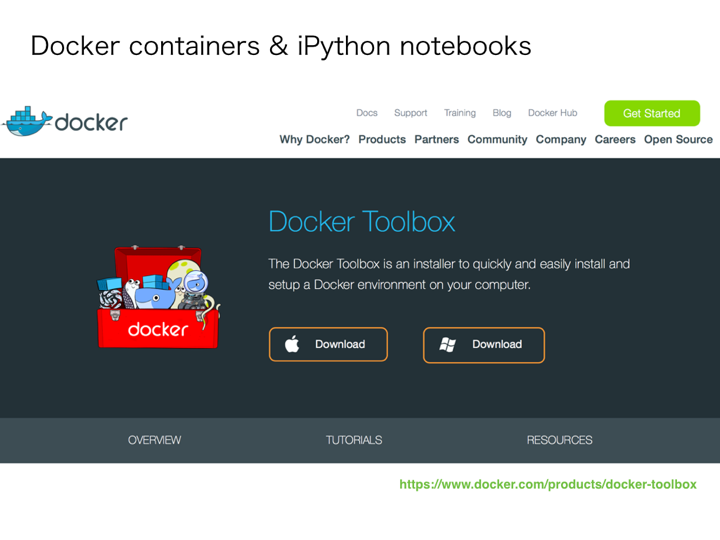 Docker containers & iPython notebooks
docker
Docs Support Training Blog Docker Hub Get Started
Why Docker? Products Partners Community Company Careers Open Source
Docker Toolbox
The Docker Toolbox is an installer to quickly and easily install and
setup a Docker environment on your computer.
docker
Download Download
OVERVIEW TUTORIALS RESOURCES
https://www.docker.com/products/docker-toolbox